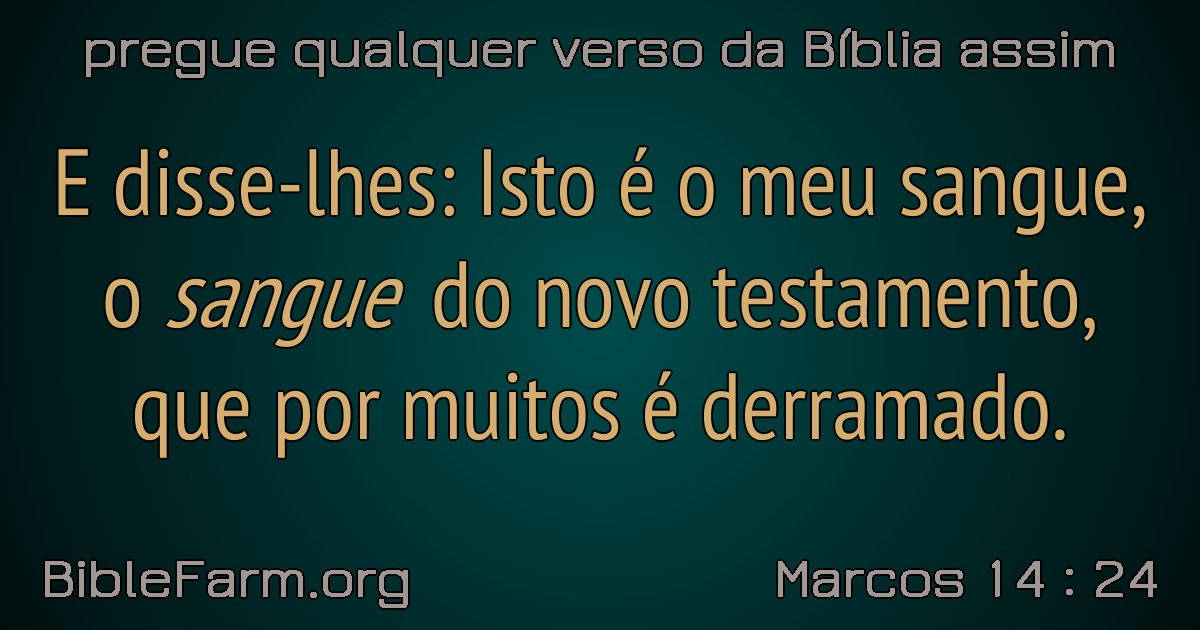 pregue qualquer verso da Bíblia assim
E disse-lhes: Isto é o meu sangue,
o sangue do novo testamento,
que por muitos é derramado.
BibleFarm.org
Marcos 14 : 24